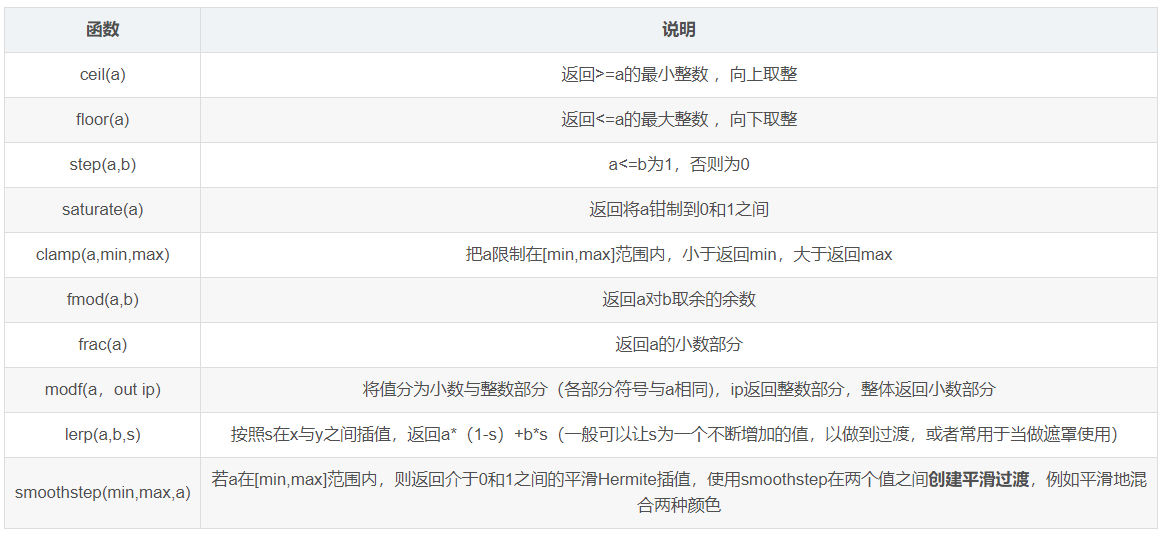 函数 说明
ceil(a) 返回>=a的最小整数 ，向上取整
floor(a) 返回<=a的最大整数 ，向下取整
step(a,b) a<=b为1，否则为0
saturate(a) 返回将a钳制到0和1之间
clamp(a,min,max) 把a限制在[min,max]范围内，小于返回min，大于返回max
fmod(a,b) 返回a对b取余的余数
frac(a) 返回a的小数部分
modf(a，out ip) 将值分为小数与整数部分（各部分符号与a相同)，ip返回整数部分，整体返回小数部分
lerp(a,b,s) 按照s在x与y之间插值，返回a*（1-s）+b*s（一般可以让s为一个不断增加的值，以做到过渡，或者常用于当做遮罩使用）
smoothstep(min,max,a) 若a在[min,max]范围内，则返回介于0和1之间的平滑Hermite插值，使用smoothstep在两个值之间创建平滑过渡，例如平滑地混
合两种颜色